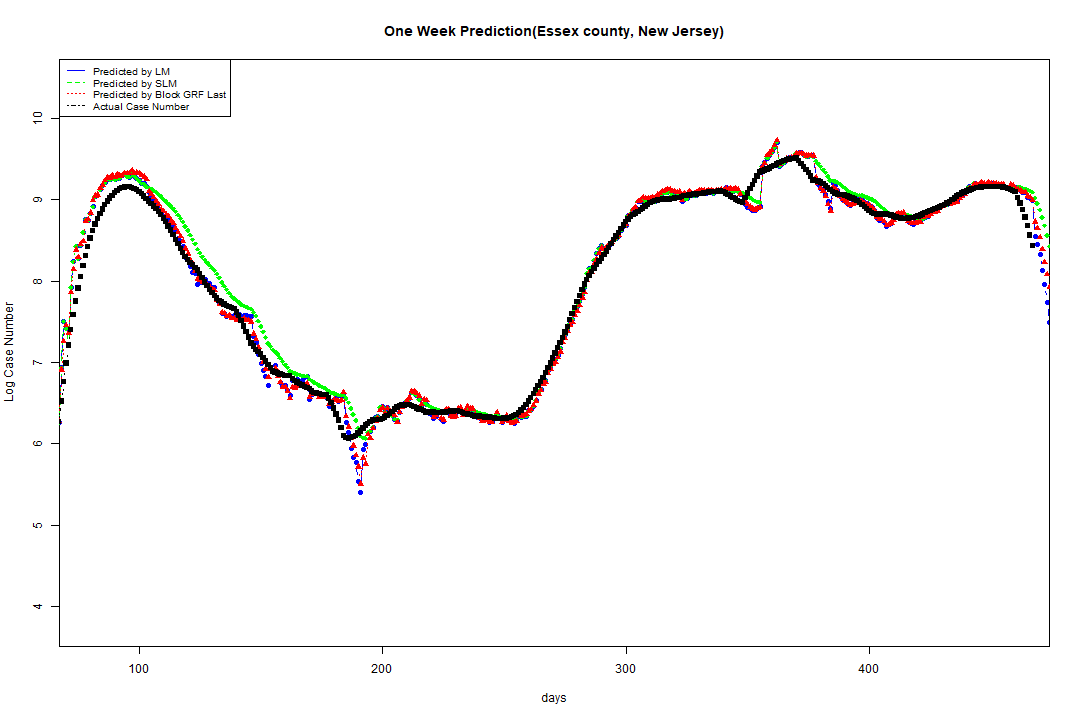 One Week Prediction(Essex county, New Jersey)
Predicted by LM
Predicted by SLM
Predicted by Block GRF Last
Actual Case Number
10
9
8
7
6
5
4
Log Case Number
100 200 300 400
days